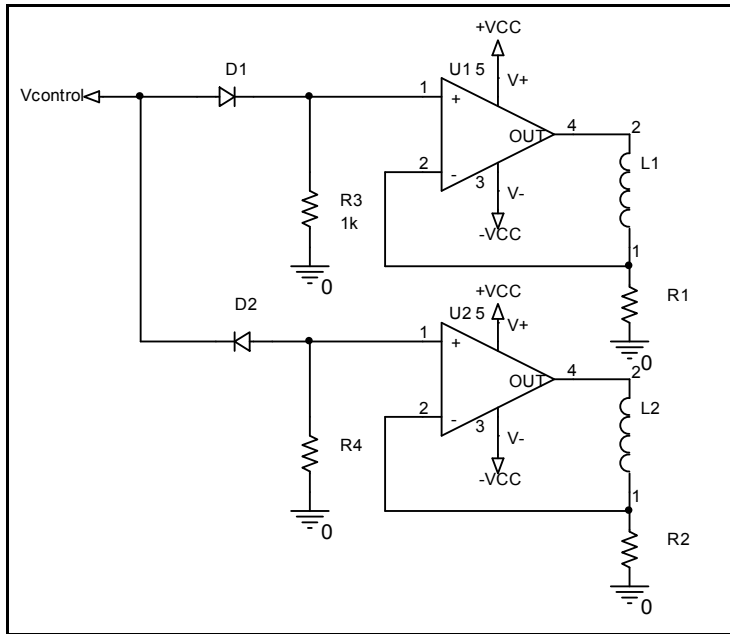 +VCC
U1 5
V+
D1
Vcontrol
1
+
OUT
4
2
L1
2
-
3
V-
R3
1k
-VCC
1
0
R1
D2
+VCC
U2 5
V+
0
1
+
OUT
4
2
L2
2
-
3
V-
R4
-VCC
1
0
R2
0